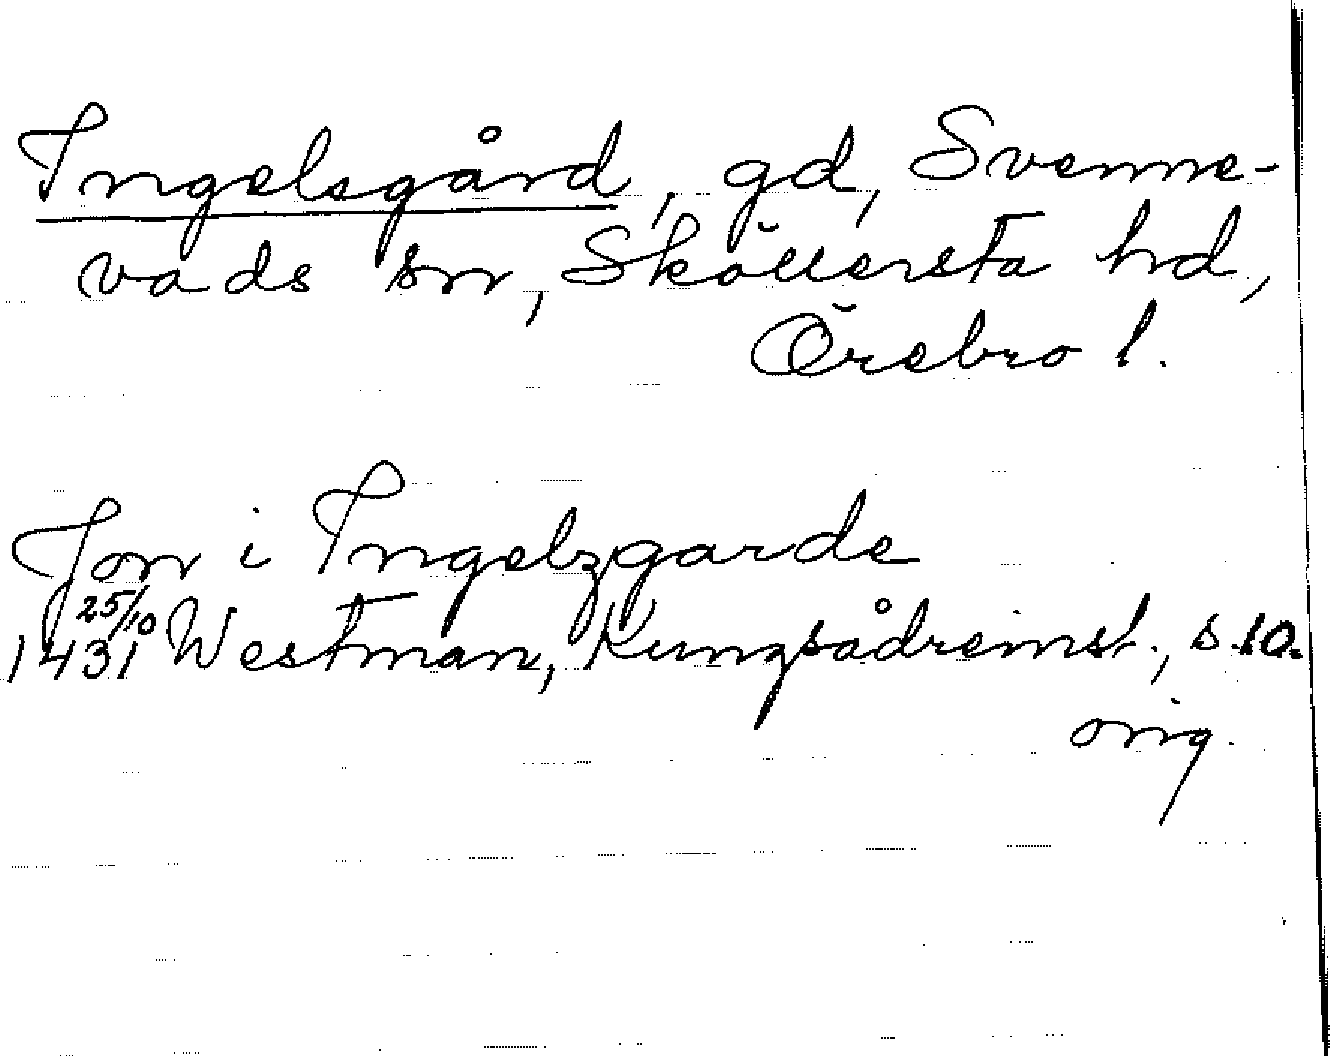 Ingelsgård, gd, Svenne-
vads sn, Sköllersta hd,
Örebro l.
Jon i Ingelzgarde
1431 25/10 Westman, Kungsådreinst., s. 10.
orig.